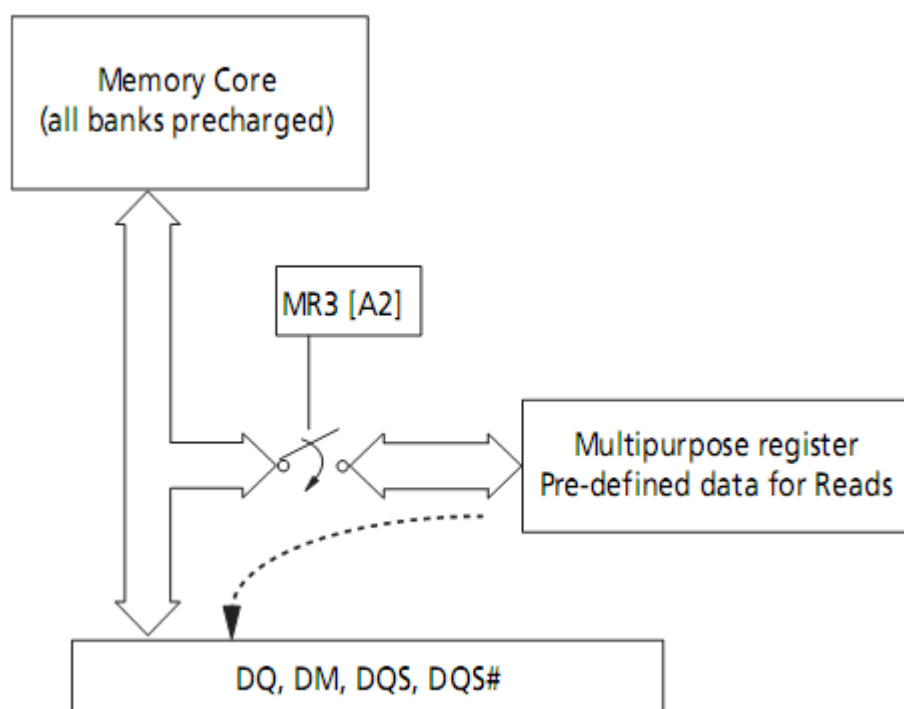 Memory Core
(all banks precharged)
MR3 [A2]
Multipurpose register
Pre-defined data for Reads
DQ, DM, DQS, DQS#